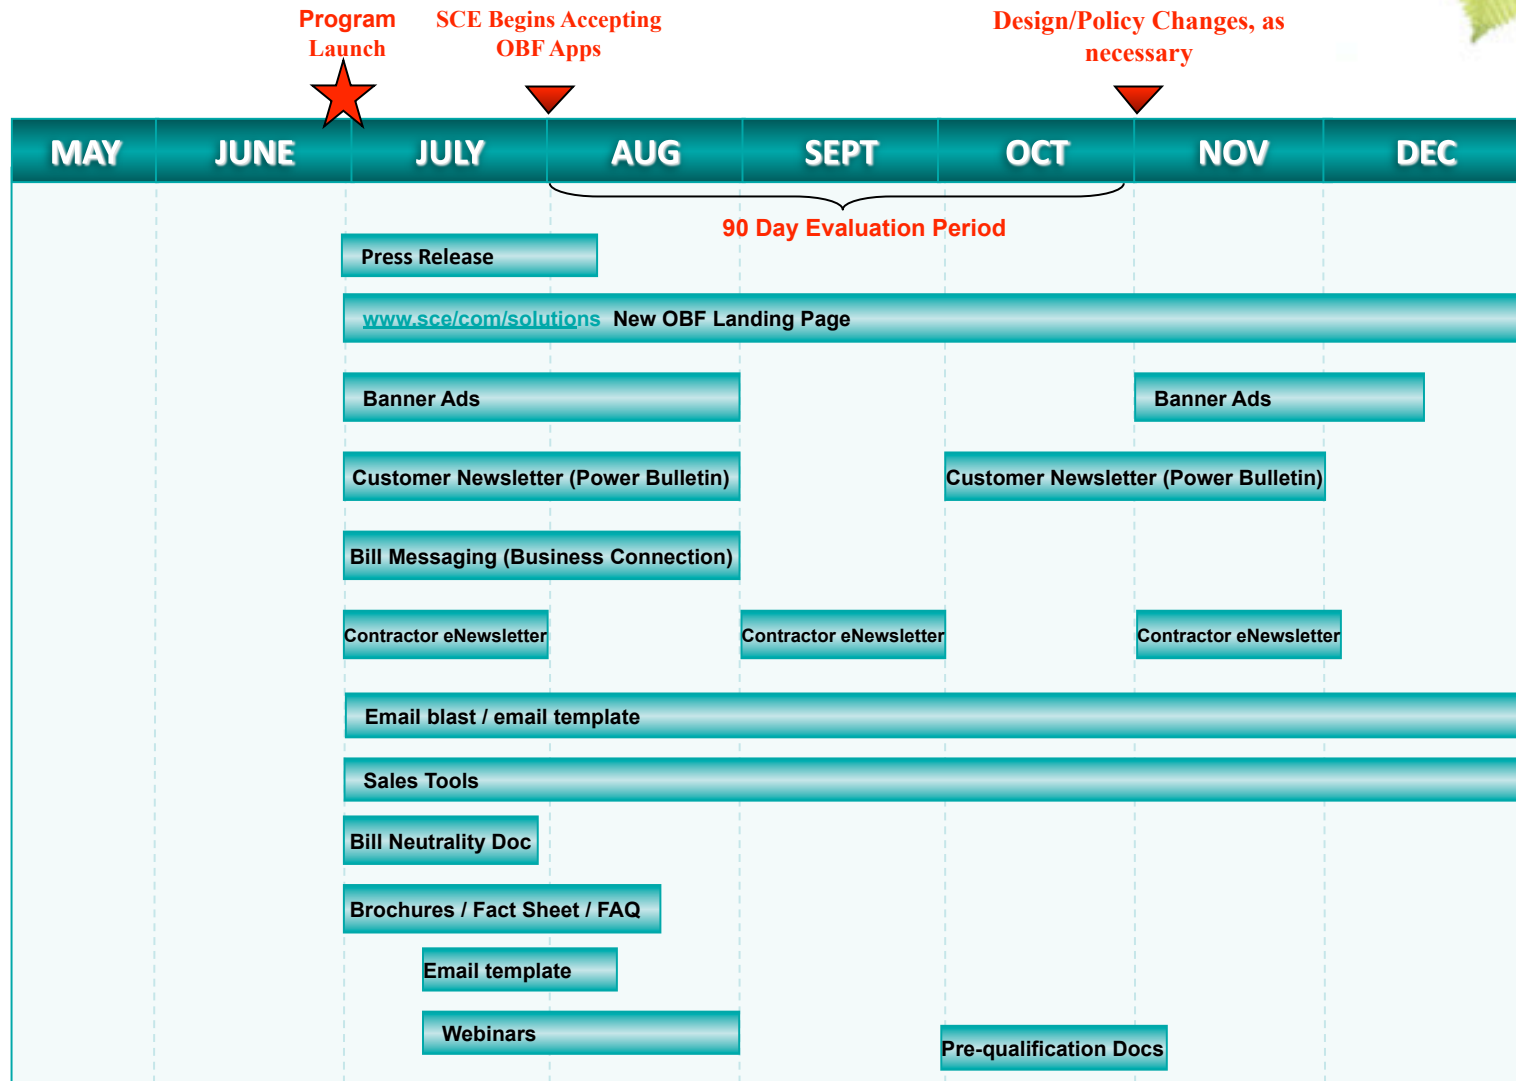 Program
Launch
SCE Begins Accepting
OBF Apps
Design/Policy Changes, as
necessary
MAY JUNE JULY AUG SEPT OCT NOV DEC
90 Day Evaluation Period
Press Release
www.sce/com/solutions New OBF Landing Page
Banner Ads Banner Ads
Customer Newsletter (Power Bulletin) Customer Newsletter (Power Bulletin)
Bill Messaging (Business Connection)
Contractor eNewsletter Contractor eNewsletter Contractor eNewsletter
Email blast / email template
Sales Tools
Bill Neutrality Doc
Brochures / Fact Sheet / FAQ
Email template
Webinars
Pre-qualification Docs